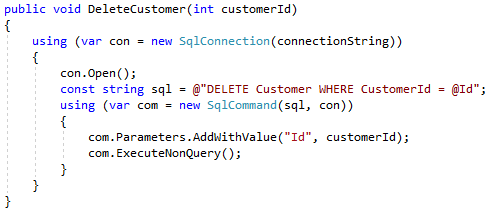 public void DeleteCustomer(int customerId)
{
    using (var con = new SqlConnection(connectionString))
    {
        con.Open();
        const string sql = @"DELETE Customer WHERE CustomerId = @Id";
        using (var com = new SqlCommand(sql, con))
        {
            com.Parameters.AddWithValue("Id", customerId);
            com.ExecuteNonQuery();
        }
    }
}